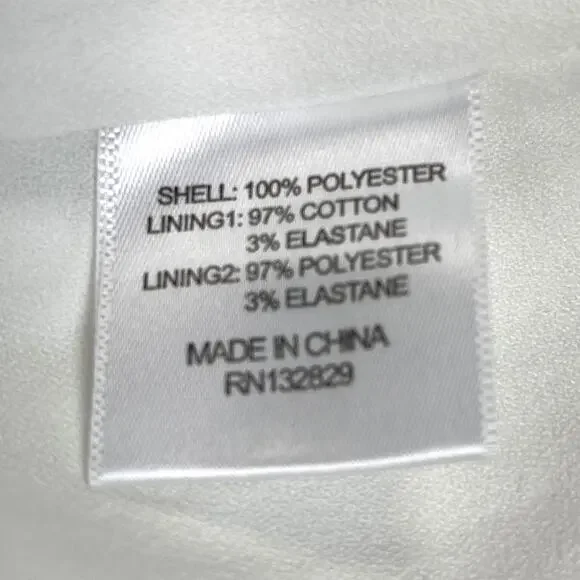 SHELL: 100% POLYESTER
LINING1: 97% COTTON
3% ELASTANE
LINING2: 97% POLYESTER
3% ELASTANE
MADE IN CHINA
RN132829